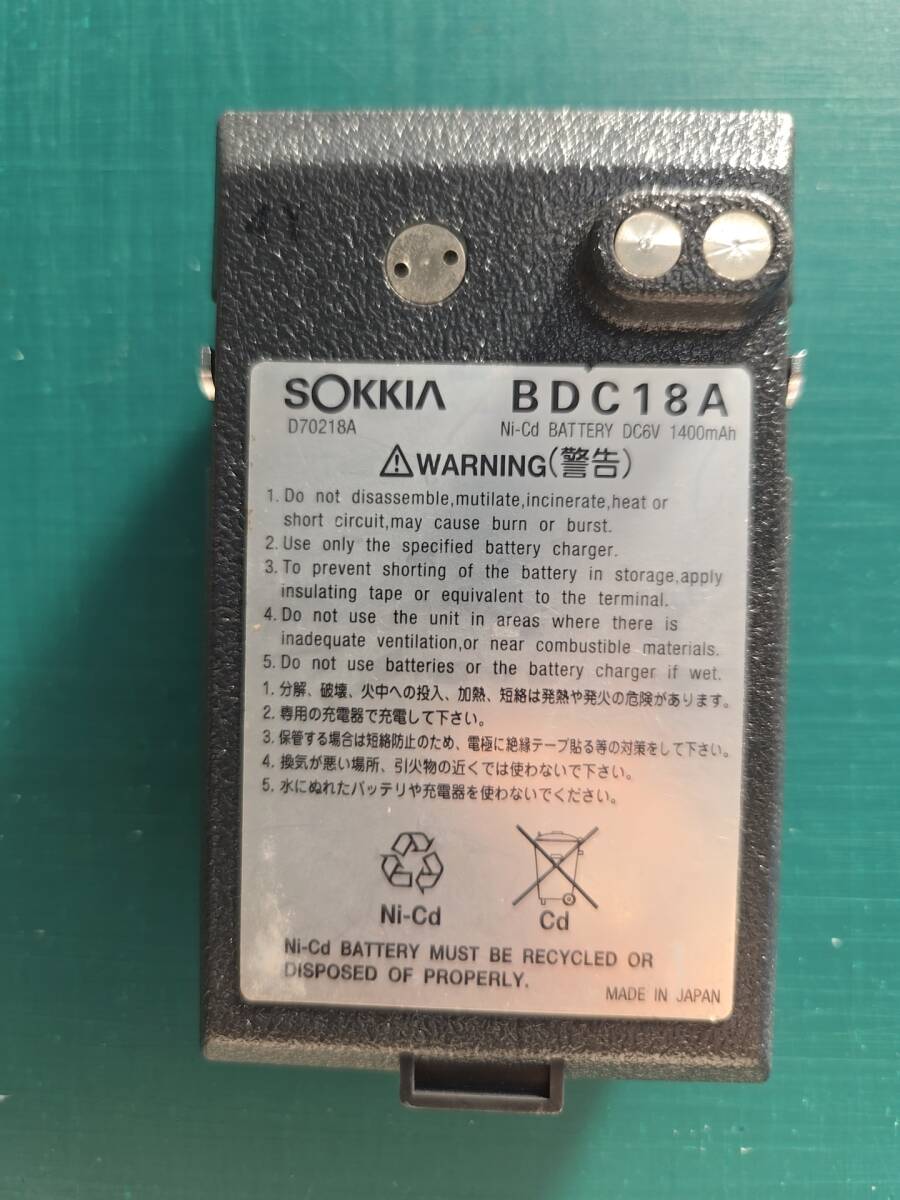 4Y
SOKKIA BDC18A
D70218A Ni-Cd BATTERY DC6V 1400mAh
WARNING(警告)
1. Do not disassemble,mutilate,incinerate,heat or
short circuit,may cause burn or burst.
2. Use only the specified battery charger.
3. To prevent shorting of the battery in storage,apply
insulating tape or equivalent to the terminal.
4. Do not use the unit in areas where there is
inadequate ventilation,or near combustible materials.
5. Do not use batteries or the battery charger if wet.
1. 分解、破壊、火中への投入、加熱、短絡は発熱や発火の危険があります。
2. 専用の充電器で充電して下さい。
3. 保管する場合は短絡防止のため、電極に絶縁テープ貼る等の対策をして下さい。
4. 換気が悪い場所、引火物の近くでは使わないで下さい。
5. 水にぬれたバッテリや充電器を使わないでください。
Ni-Cd Cd
Ni-Cd BATTERY MUST BE RECYCLED OR
DISPOSED OF PROPERLY.
MADE IN JAPAN